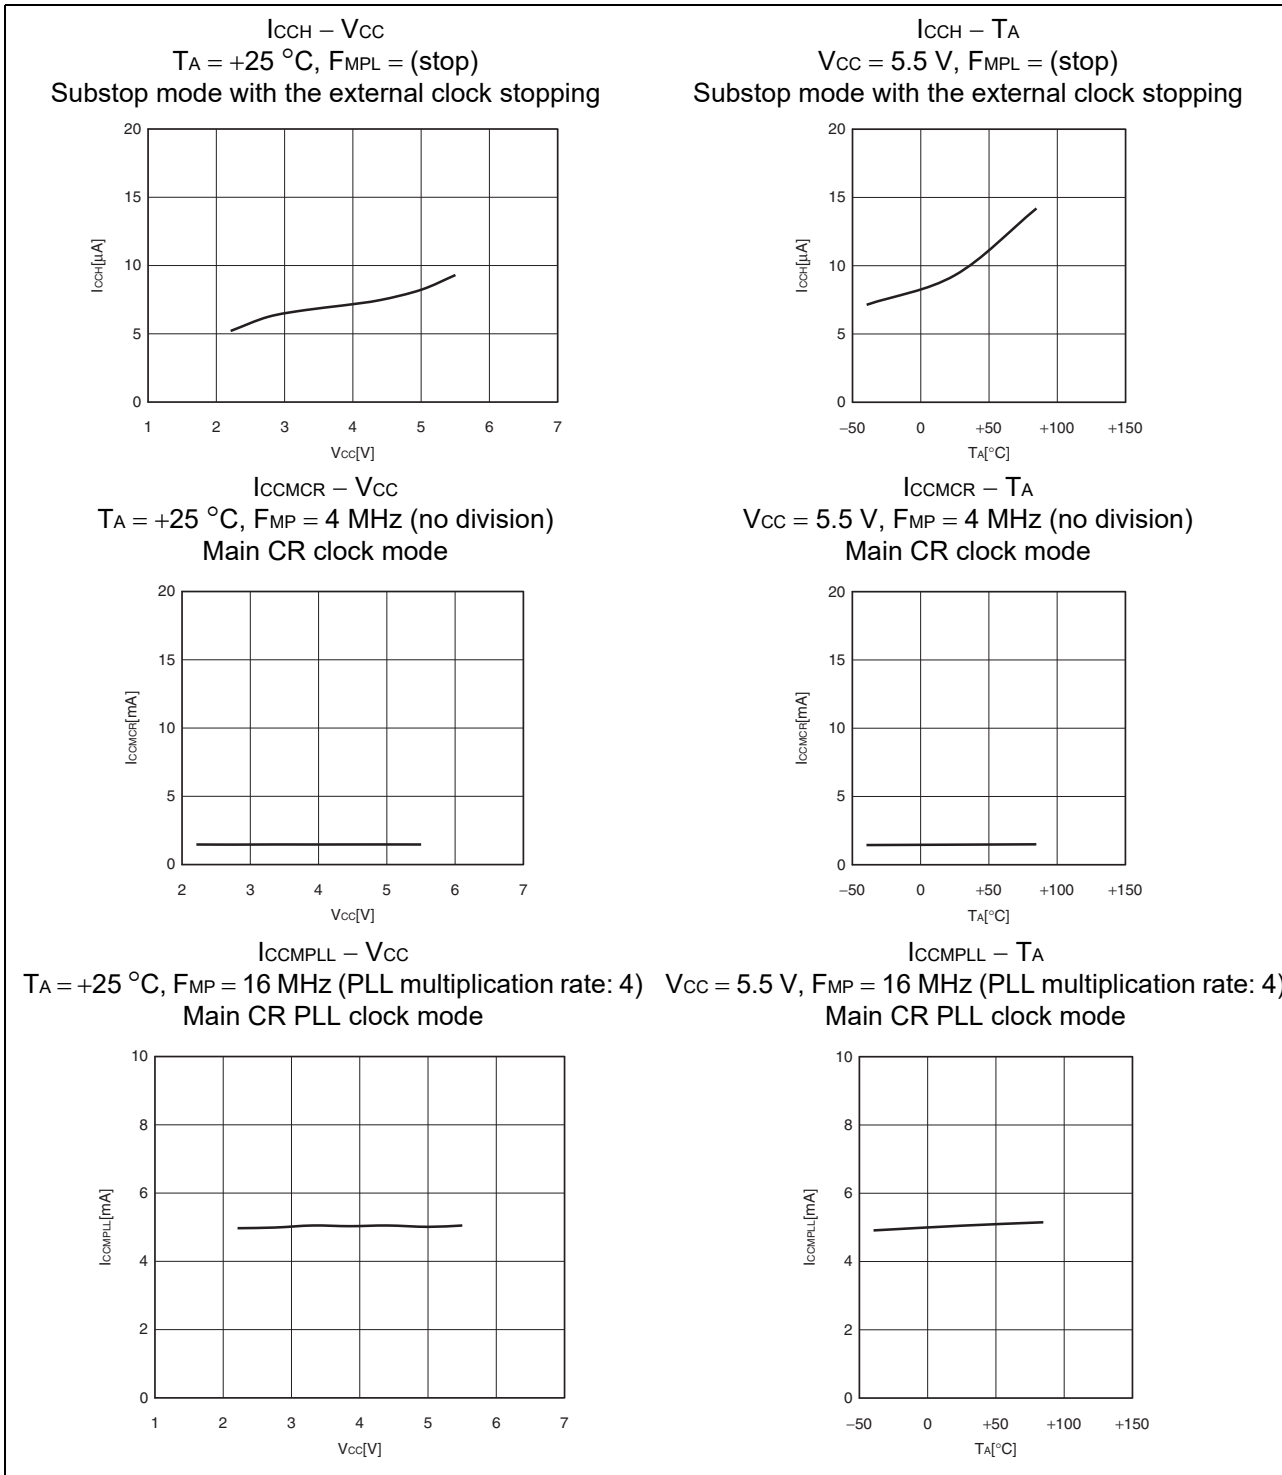 ICCH − VCC
TA = +25 °C, FMPL = (stop)
Substop mode with the external clock stopping
20
15
10
5
0
ICCH[μA]
1 2 3 4 5 6 7
VCC[V]
ICCH − TA
VCC = 5.5 V, FMPL = (stop)
Substop mode with the external clock stopping
20
15
10
5
0
ICCH[μA]
−50 0 +50 +100 +150
TA[°C]
ICCMCR − VCC
TA = +25 °C, FMP = 4 MHz (no division)
Main CR clock mode
20
15
10
5
0
ICCMCR[mA]
2 3 4 5 6 7
VCC[V]
ICCMCR − TA
VCC = 5.5 V, FMP = 4 MHz (no division)
Main CR clock mode
20
15
10
5
0
ICCMCR[mA]
−50 0 +50 +100 +150
TA[°C]
ICCMPLL − VCC
TA = +25 °C, FMP = 16 MHz (PLL multiplication rate: 4)
Main CR PLL clock mode
10
8
6
4
2
0
ICCMPLL[mA]
1 2 3 4 5 6 7
VCC[V]
ICCMPLL − TA
VCC = 5.5 V, FMP = 16 MHz (PLL multiplication rate: 4)
Main CR PLL clock mode
10
8
6
4
2
0
ICCMPLL[mA]
−50 0 +50 +100 +150
TA[°C]